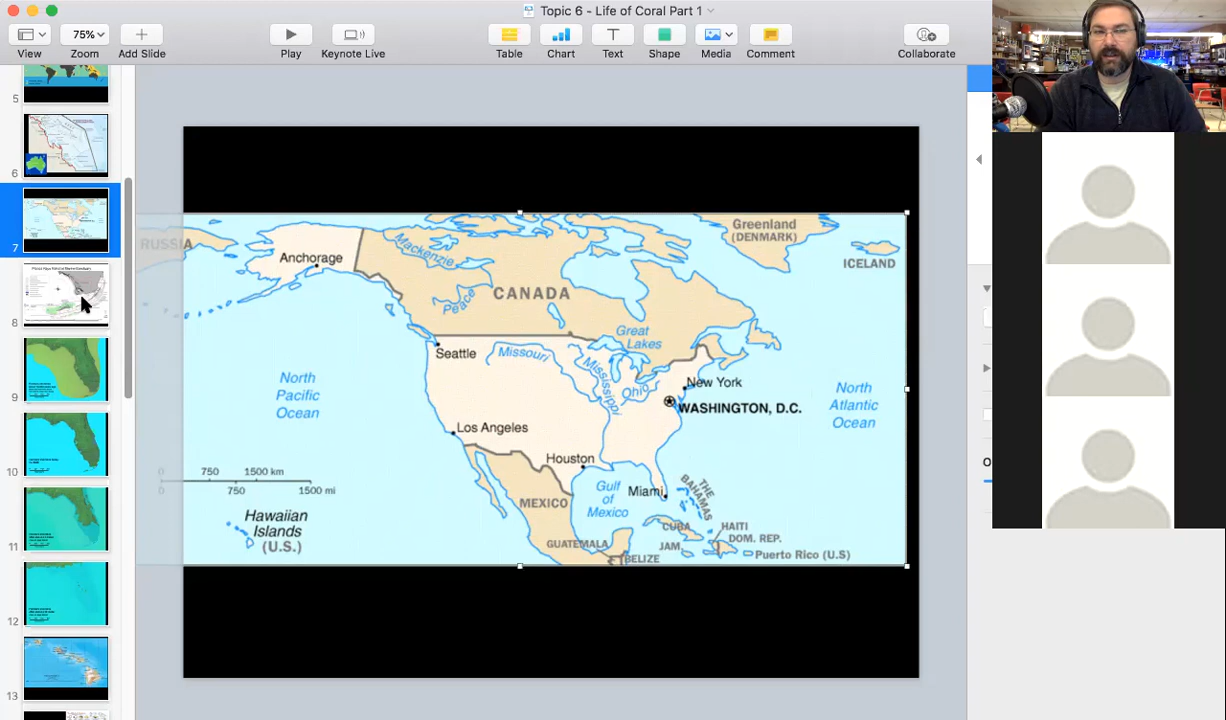 Topic 6 - Life of Coral Part 1
75%
View
Zoom
Add Slide
Play
Keynote Live
Table
Chart
Text
Shape
Media
Comment
Collaborate
5
6
7
8
9
10
11
12
13
RUSSIA
Anchorage
Mackenzie
Peace
CANADA
Greenland
(DENMARK)
ICELAND
Great
Lakes
Seattle
Missouri
Mississippi
Ohio
New York
WASHINGTON, D.C.
North
Pacific
Ocean
North
Atlantic
Ocean
Los Angeles
Houston
0 750 1500 km
0 750 1500 mi
Gulf
of
Mexico
Miami
THE
BAHAMAS
MEXICO
Hawaiian
Islands
(U.S.)
CUBA
HAITI
DOM. REP.
JAM.
GUATEMALA
BELIZE
Puerto Rico (U.S)
O